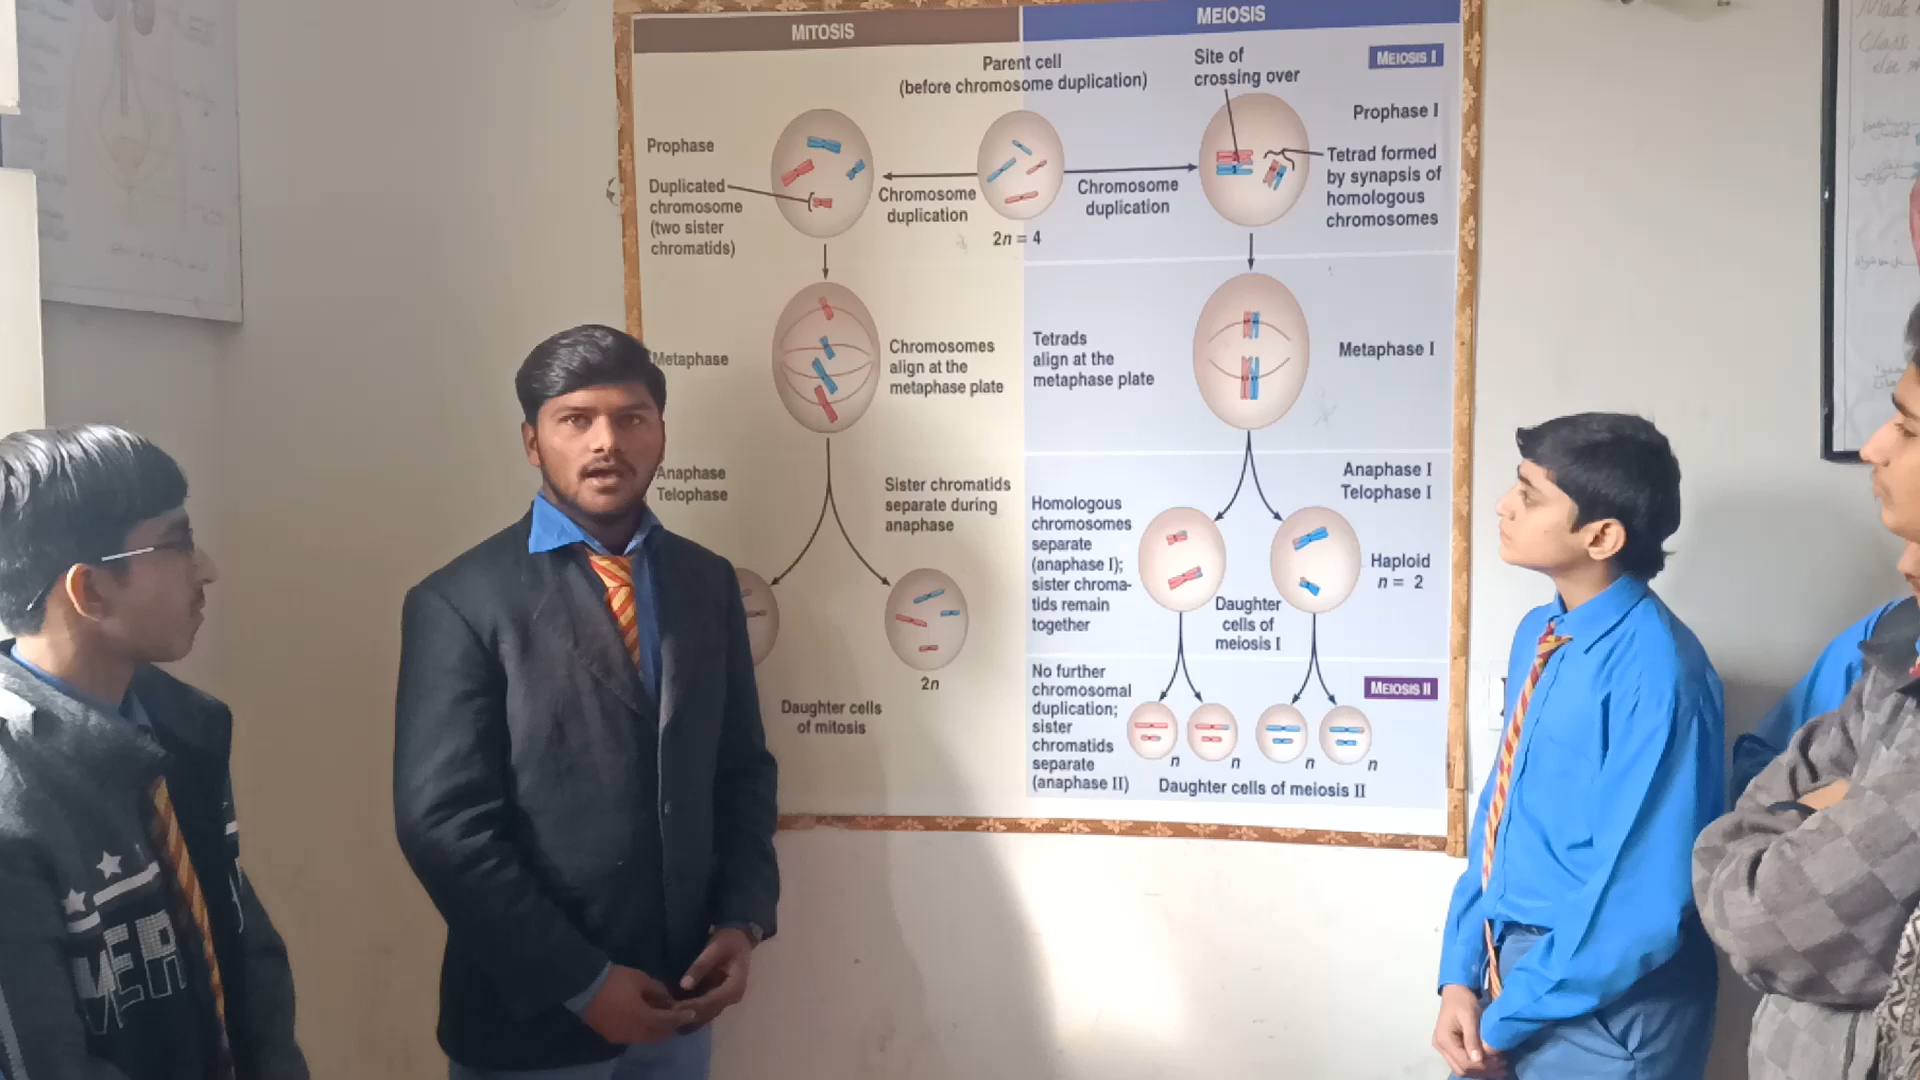 MITOSIS
MEIOSIS
MEIOSIS I
Parent cell
(before chromosome duplication)
Site of
crossing over
Prophase
Duplicated
chromosome
(two sister
chromatids)
Chromosome
duplication
2n = 4
Chromosome
duplication
Prophase I
Tetrad formed
by synapsis of
homologous
chromosomes
Metaphase
Chromosomes
align at the
metaphase plate
Tetrads
align at the
metaphase plate
Metaphase I
Anaphase
Telophase
Sister chromatids
separate during
anaphase
2n
Daughter cells
of mitosis
Homologous
chromosomes
separate
(anaphase I);
sister chroma-
tids remain
together
Anaphase I
Telophase I
Haploid
n = 2
Daughter
cells of
meiosis I
No further
chromosomal
duplication;
sister
chromatids
separate
(anaphase II)
MEIOSIS II
n
n
n
n
Daughter cells of meiosis II